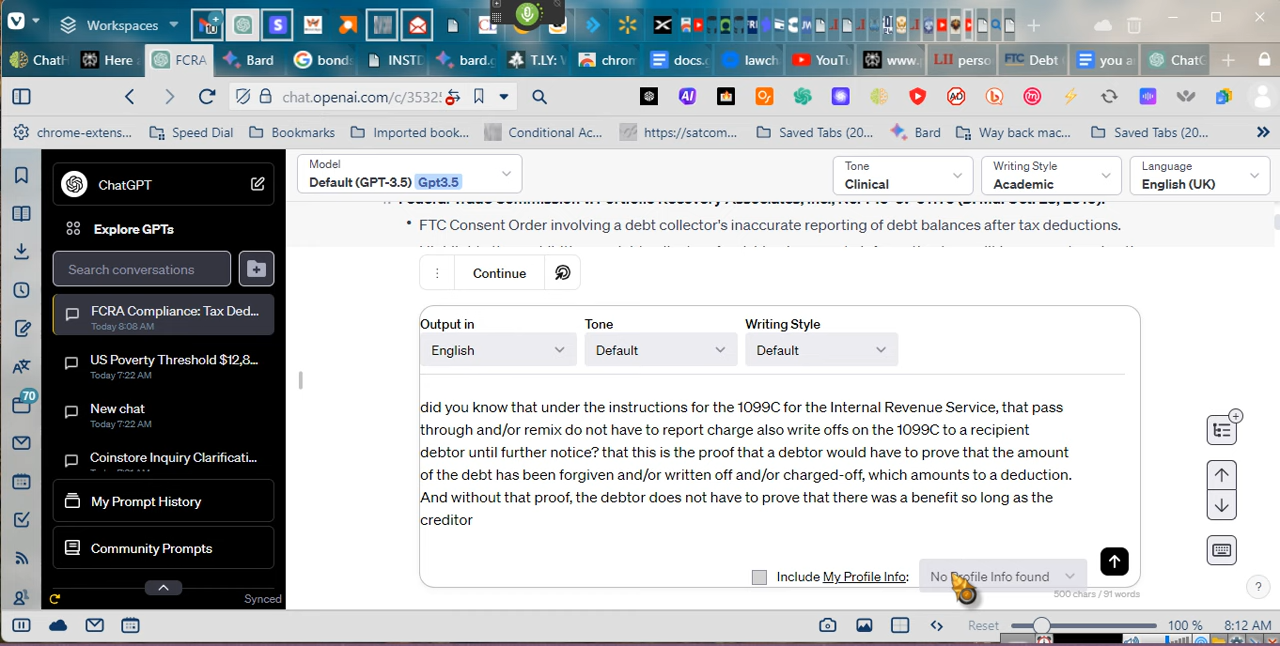 Workspaces
ChatH
Here
FCRA
Bard
bonds
INSTD
bard.g
T.I.Y: V
chrom
docs.g
lawch
YouTu
www.p
LII perso
FTC Debt
you a
ChatG
chat.openai.com/c/3532
chrome-exten...
Speed Dial
Bookmarks
Imported book...
Conditional Ac...
https://satcom...
Saved Tabs (20...
Bard
Way back mac...
Saved Tabs (20...
ChatGPT
Model
Default (GPT-3.5) Gpt3.5
Tone
Clinical
Writing Style
Academic
Language
English (UK)
Explore GPTs
FTC Consent Order involving a debt collector's inaccurate reporting of debt balances after tax deductions.
Search conversations
Continue
FCRA Compliance: Tax Ded...
Today 8:08 AM
US Poverty Threshold $12,8...
Today 7:22 AM
New chat
Today 7:22 AM
Coinstore Inquiry Clarificati...
My Prompt History
Community Prompts
Synced
Output in
English
Tone
Default
Writing Style
Default
did you know that under the instructions for the 1099C for the Internal Revenue Service, that pass
through and/or remix do not have to report charge also write offs on the 1099C to a recipient
debtor until further notice? that this is the proof that a debtor would have to prove that the amount
of the debt has been forgiven and/or written off and/or charged-off, which amounts to a deduction.
And without that proof, the debtor does not have to prove that there was a benefit so long as the
creditor
Include My Profile Info:
No Profile Info found
500 chars / 91 words
70
?
Reset
100 %
8:12 AM